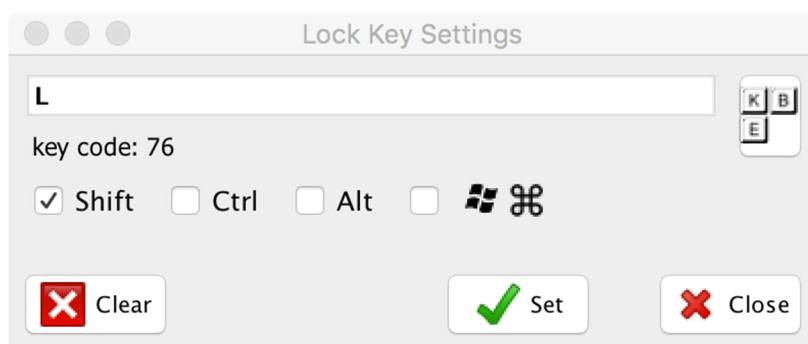 Lock Key Settings
L
K B
E
key code: 76
Shift Ctrl Alt
Clear Set Close